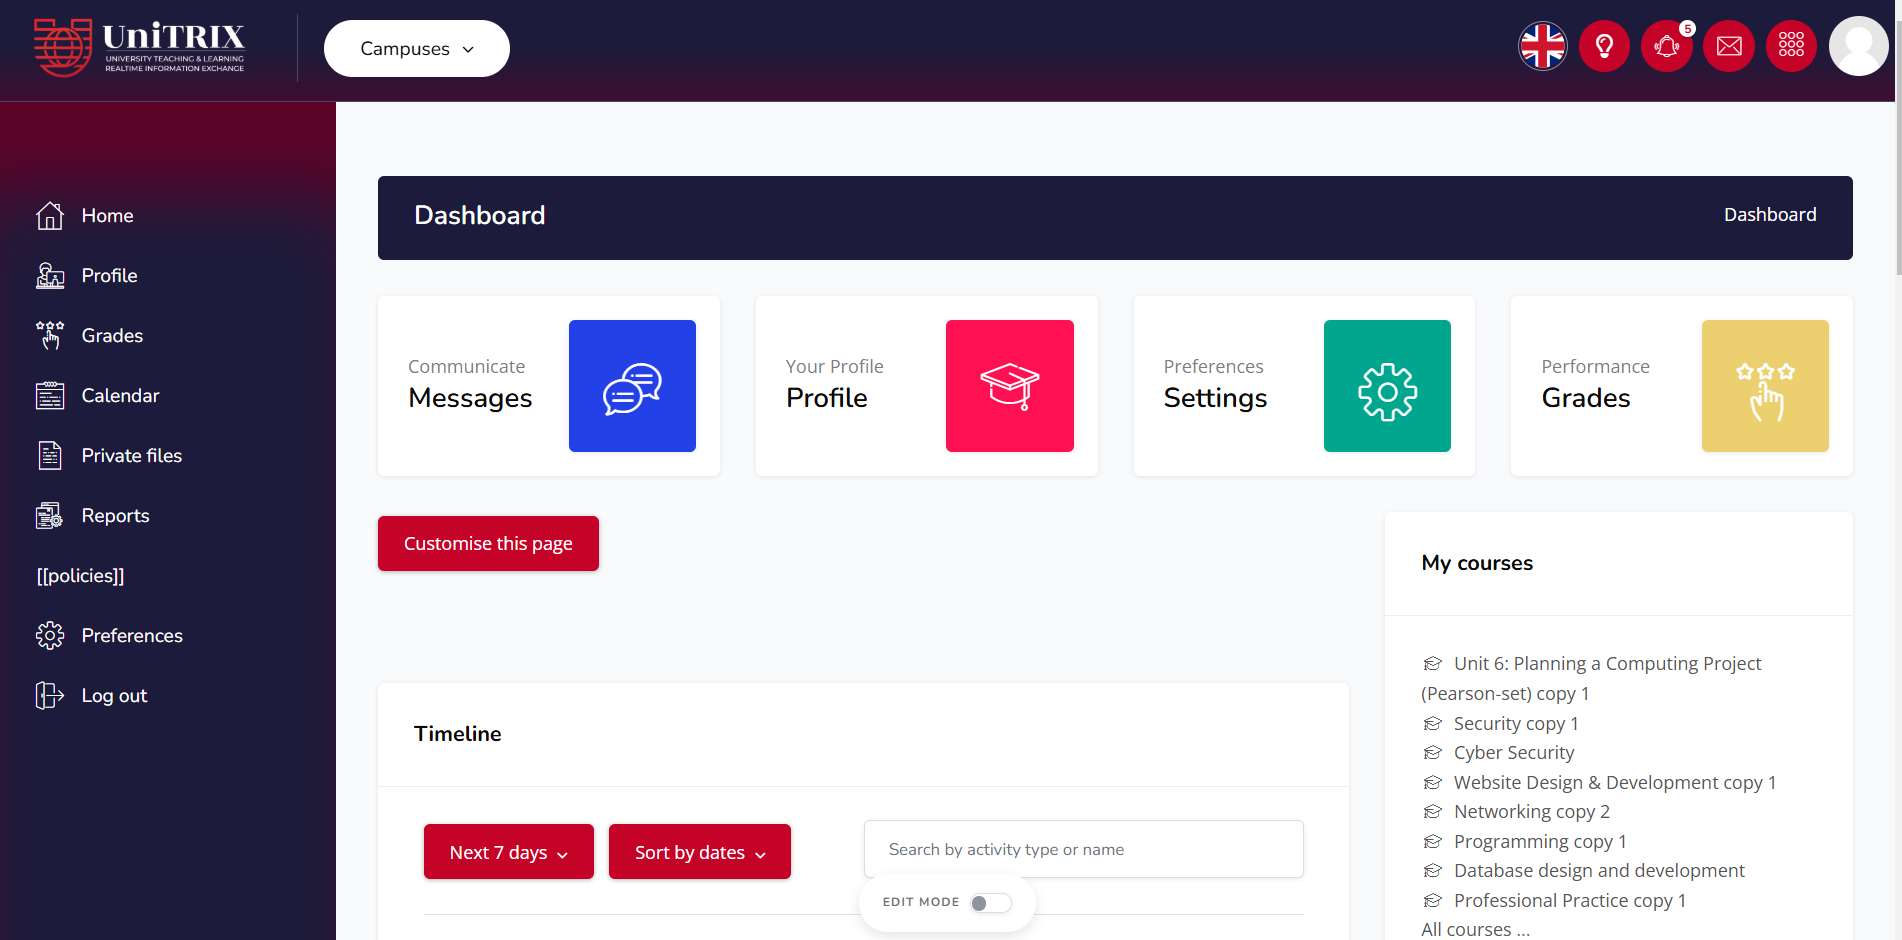 UniTRIX
UNIVERSITY TEACHING & LEARNING
REALTIME INFORMATION EXCHANGE
Campuses
5
Home
Profile
Grades
Calendar
Private files
Reports
[[policies]]
Preferences
Log out
Dashboard
Dashboard
Communicate
Messages
Your Profile
Profile
Preferences
Settings
Performance
Grades
Customise this page
Timeline
Next 7 days
Sort by dates
Search by activity type or name
EDIT MODE
My courses
Unit 6: Planning a Computing Project
(Pearson-set) copy 1
Security copy 1
Cyber Security
Website Design & Development copy 1
Networking copy 2
Programming copy 1
Database design and development
Professional Practice copy 1
All courses ...